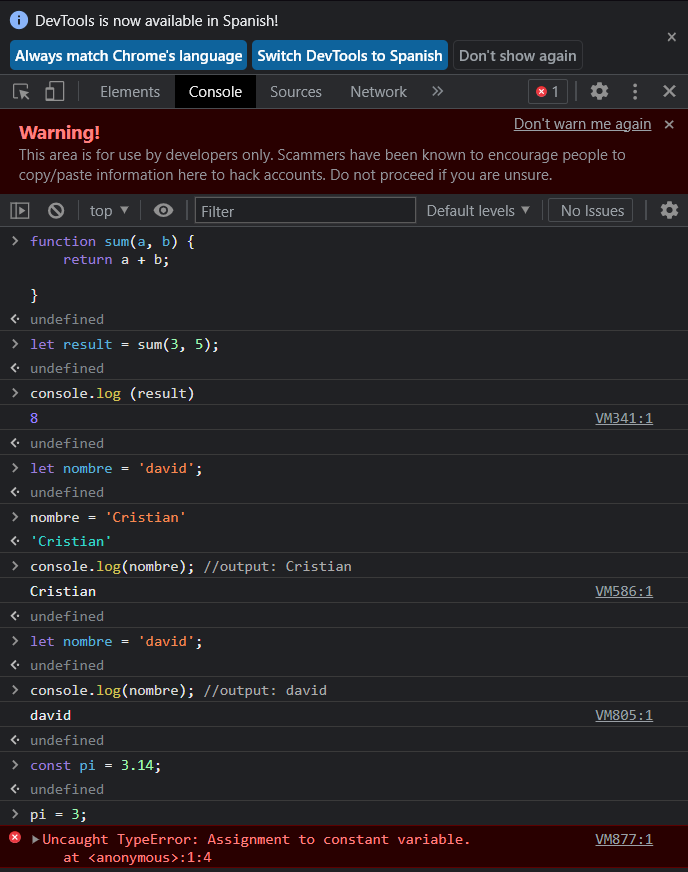 DevTools is now available in Spanish!
Always match Chrome's language Switch DevTools to Spanish Don't show again
Elements Console Sources Network » 1
Warning! Don't warn me again
This area is for use by developers only. Scammers have been known to encourage people to
copy/paste information here to hack accounts. Do not proceed if you are unsure.
top Filter Default levels No Issues
function sum(a, b) {
    return a + b;
}
undefined
let result = sum(3, 5);
undefined
console.log (result)
8 VM341:1
undefined
let nombre = 'david';
undefined
nombre = 'Cristian'
'Cristian'
console.log(nombre); //output: Cristian
Cristian VM586:1
undefined
let nombre = 'david';
undefined
console.log(nombre); //output: david
david VM805:1
undefined
const pi = 3.14;
undefined
pi = 3;
Uncaught TypeError: Assignment to constant variable. VM877:1
    at <anonymous>:1:4